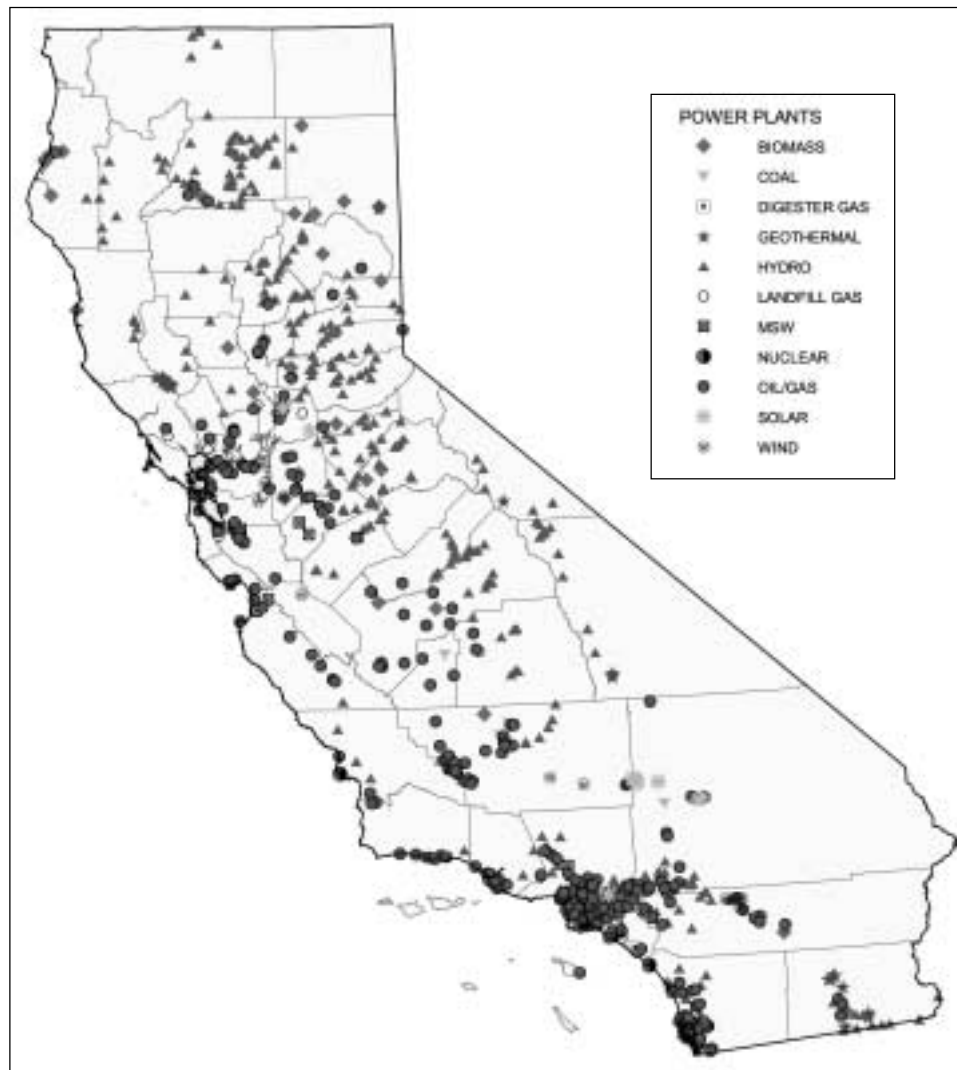 POWER PLANTS
BIOMASS
COAL
DIGESTER GAS
GEOTHERMAL
HYDRO
LANDFILL GAS
MSW
NUCLEAR
OIL/GAS
SOLAR
WIND